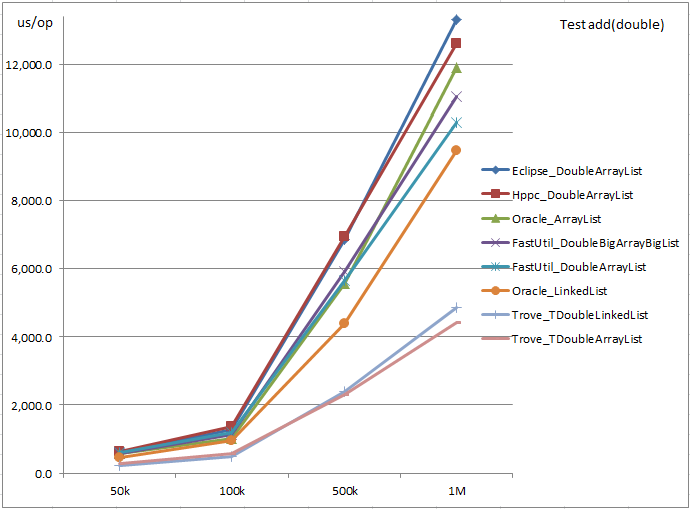 us/op
Test add(double)
12,000.0
10,000.0
8,000.0
6,000.0
4,000.0
2,000.0
0.0
50k
100k
500k
1M
Eclipse_DoubleArrayList
Hppc_DoubleArrayList
Oracle_ArrayList
FastUtil_DoubleBigArrayBigList
FastUtil_DoubleArrayList
Oracle_LinkedList
Trove_TDoubleLinkedList
Trove_TDoubleArrayList